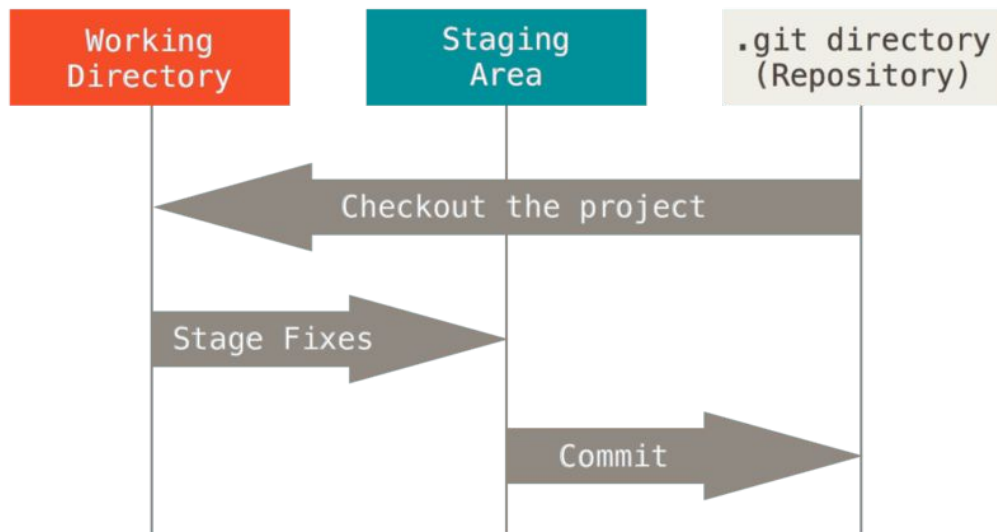 Working
Directory
Staging
Area
.git directory
(Repository)
Checkout the project
Stage Fixes
Commit